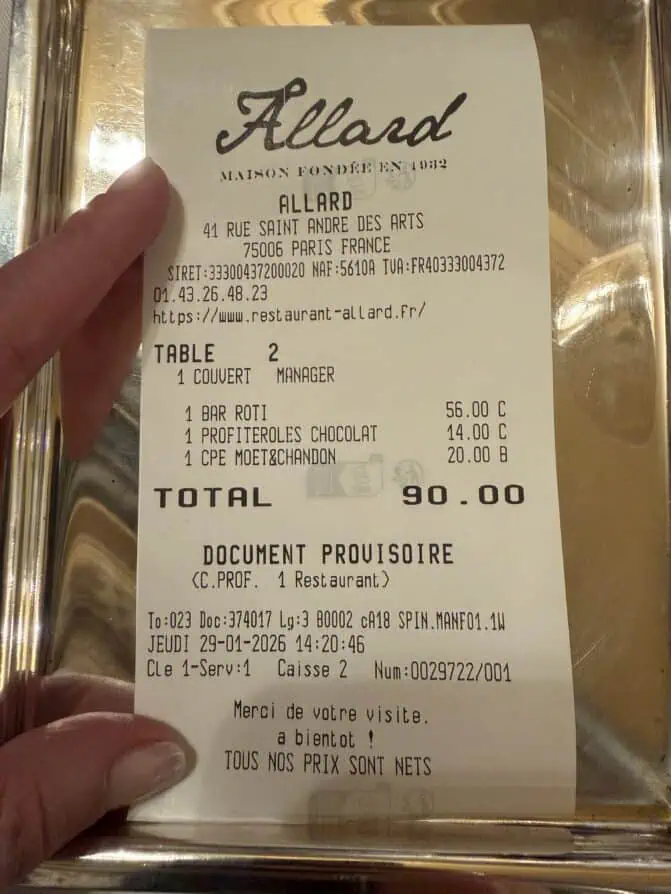 Allard
MAISON FONDÉE EN 1932
ALLARD
41 RUE SAINT ANDRE DES ARTS
75006 PARIS FRANCE
SIRET:33300437200020 NAF:5610A TVA:FR40333004372
01.43.26.48.23
https://www.restaurant-allard.fr/
TABLE 2
1 COUVERT MANAGER
1 BAR ROTI 56.00 C
1 PROFITEROLES CHOCOLAT 14.00 C
1 CPE MOET&CHANDON 20.00 B
TOTAL 90.00
DOCUMENT PROVISOIRE
(C.PROF. 1 Restaurant)
To:023 Doc:374017 Lg:3 B0002 cA18 SPIN.MANF01.1W
JEUDI 29-01-2026 14:20:46
Cle 1-Serv:1 Caisse 2 Num:0029722/001
Merci de votre visite.
a bientot !
TOUS NOS PRIX SONT NETS